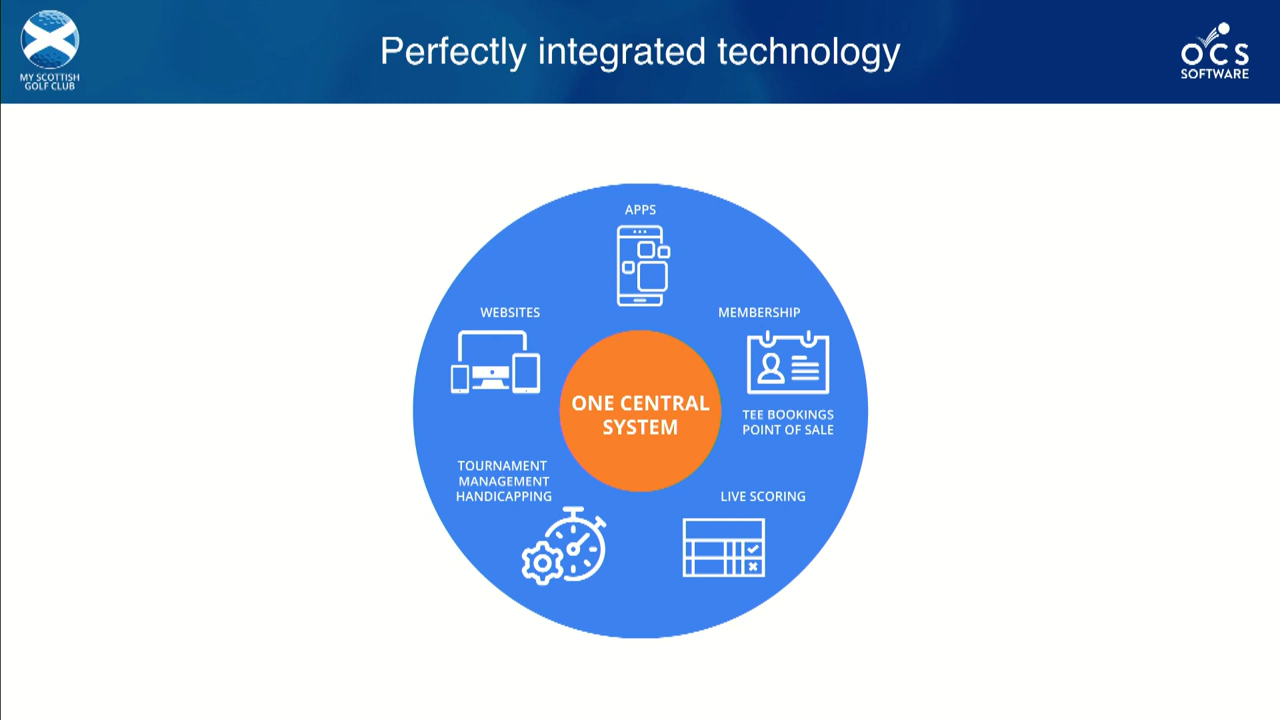 MY SCOTTISH
GOLF CLUB
Perfectly integrated technology
OCS
SOFTWARE
APPS
WEBSITES
MEMBERSHIP
ONE CENTRAL
SYSTEM
TEE BOOKINGS
POINT OF SALE
TOURNAMENT
MANAGEMENT
HANDICAPPING
LIVE SCORING